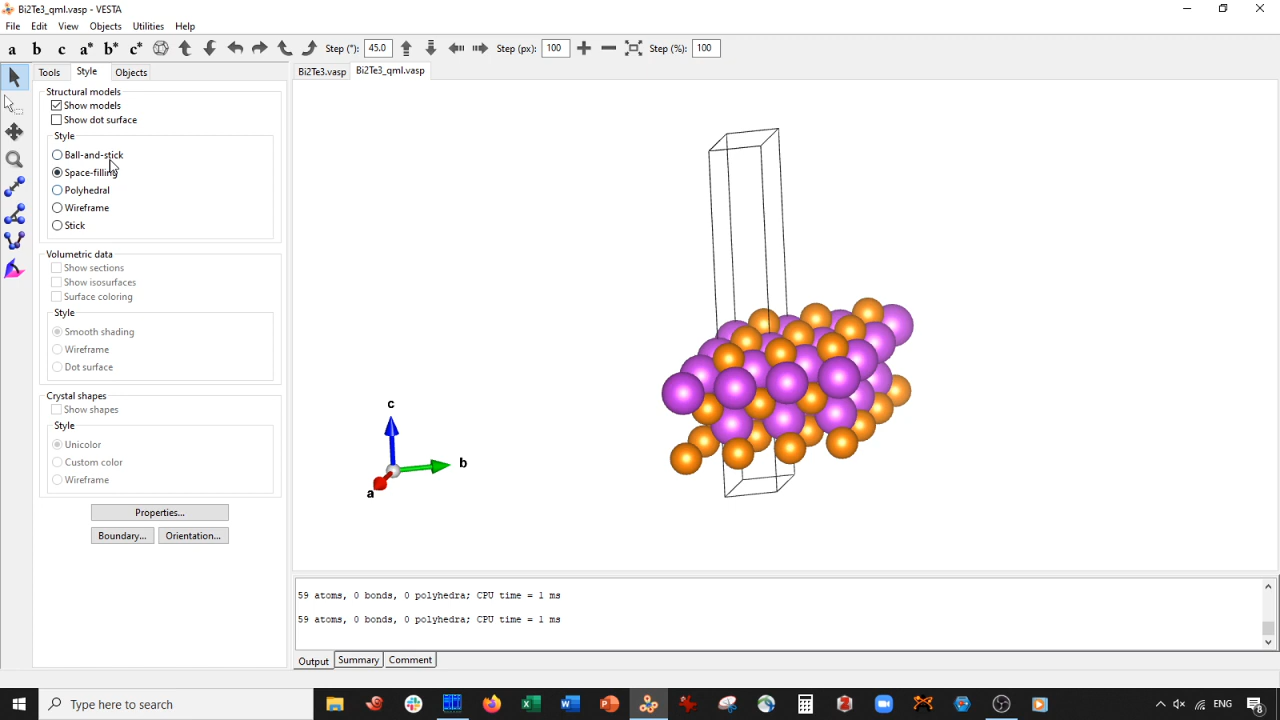 Bi2Te3_qml.vasp - VESTA
File Edit View Objects Utilities Help
a b c a* b* c* Step (°): 45.0 Step (px): 100 Step (%): 100
Tools Style Objects
Bi2Te3.vasp Bi2Te3_qml.vasp
Structural models
Show models
Show dot surface
Style
Ball-and-stick
Space-filling
Polyhedral
Wireframe
Stick
Volumetric data
Show sections
Show isosurfaces
Surface coloring
Style
Smooth shading
Wireframe
Dot surface
Crystal shapes
Show shapes
Style
Unicolor
Custom color
Wireframe
Properties...
Boundary... Orientation...
c
b
a
59 atoms, 0 bonds, 0 polyhedra; CPU time = 1 ms
59 atoms, 0 bonds, 0 polyhedra; CPU time = 1 ms
Output Summary Comment
Type here to search
ENG
8